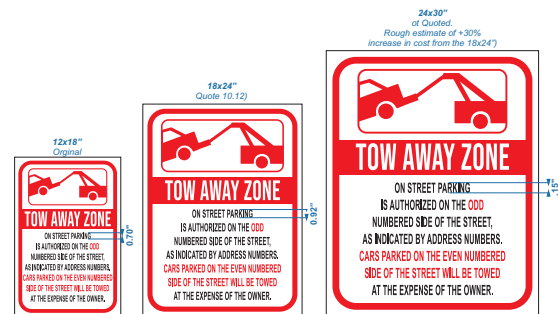 12x18"
Orginal
TOW AWAY ZONE
ON STREET PARKING
IS AUTHORIZED ON THE ODD
NUMBERED SIDE OF THE STREET,
AS INDICATED BY ADDRESS NUMBERS.
CARS PARKED ON THE EVEN NUMBERED
SIDE OF THE STREET WILL BE TOWED
AT THE EXPENSE OF THE OWNER.
0.70"
18x24"
Quote 10.12)
TOW AWAY ZONE
ON STREET PARKING
IS AUTHORIZED ON THE ODD
NUMBERED SIDE OF THE STREET,
AS INDICATED BY ADDRESS NUMBERS.
CARS PARKED ON THE EVEN NUMBERED
SIDE OF THE STREET WILL BE TOWED
AT THE EXPENSE OF THE OWNER.
0.92"
24x30"
ot Quoted.
Rough estimate of +30%
increase in cost from the 18x24")
TOW AWAY ZONE
ON STREET PARKING
IS AUTHORIZED ON THE ODD
NUMBERED SIDE OF THE STREET,
AS INDICATED BY ADDRESS NUMBERS.
CARS PARKED ON THE EVEN NUMBERED
SIDE OF THE STREET WILL BE TOWED
AT THE EXPENSE OF THE OWNER.
.15"